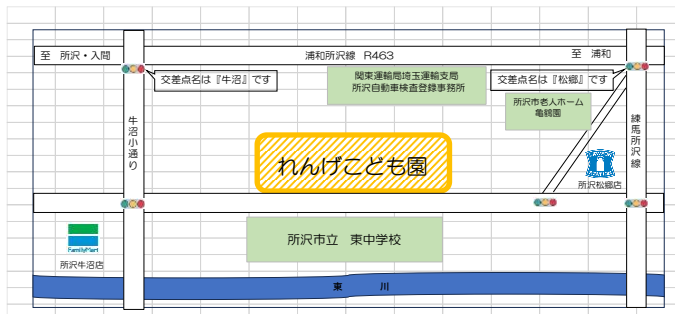 至 所沢・入間
浦和所沢線 R463
至 浦和
交差点名は『牛沼』です
関東運輸局埼玉運輸支局
所沢自動車検査登録事務所
交差点名は『松郷』です
所沢市老人ホーム
亀鶴園
牛沼小通り
練馬所沢線
れんげこども園
所沢松郷店
FamilyMart
所沢牛沼店
所沢市立 東中学校
東 川